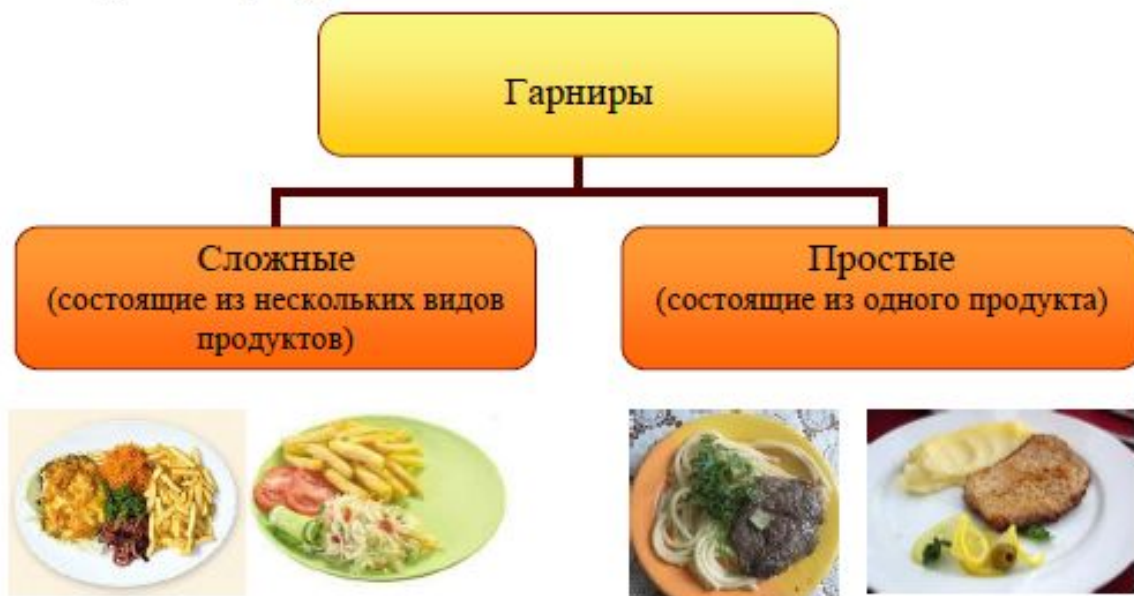 Гарниры
Сложные
(состоящие из нескольких видов
продуктов)
Простые
(состоящие из одного продукта)